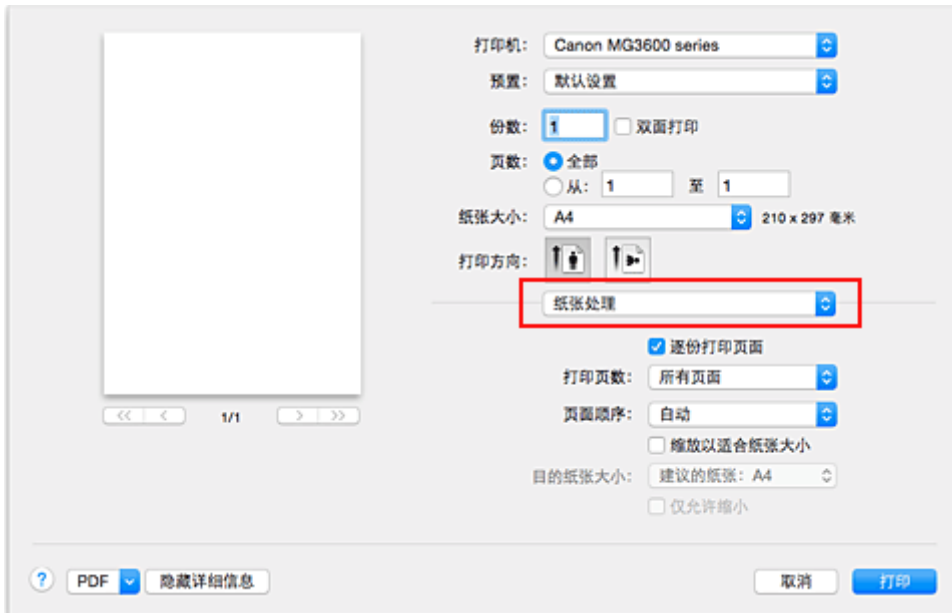 打印机： Canon MG3600 series
预置： 默认设置
份数： 1 双面打印
页数： 全部
从： 1 至 1
纸张大小： A4 210 x 297 毫米
打印方向：
纸张处理
逐份打印页面
打印页数： 所有页面
页面顺序： 自动
缩放以适合纸张大小
目的纸张大小： 建议的纸张：A4
仅允许缩小
<< < 1/1 > >>
? PDF 隐藏详细信息 取消 打印